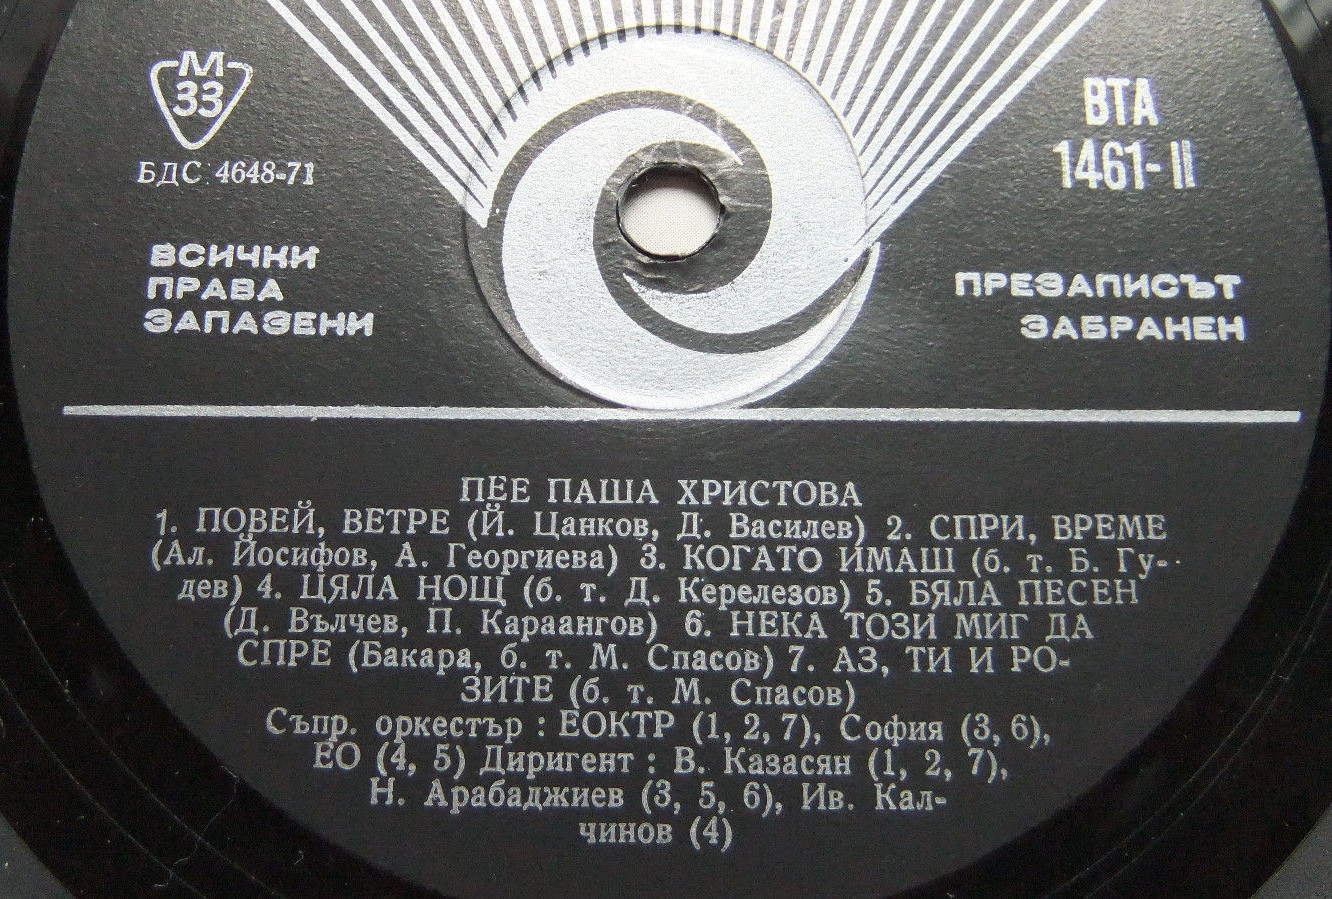 М
33
БДС 4648-71
ВТА
1461-II
ВСИЧКИ
ПРАВА
ЗАПАЗЕНИ
ПРЕЗАПИСЪТ
ЗАБРАНЕН
ПЕЕ ПАША ХРИСТОВА
1. ПОВЕЙ, ВЕТРЕ (Й. Цанков, Д. Василев) 2. СПРИ, ВРЕМЕ
(Ал. Йосифов, А. Георгиева) 3. КОГАТО ИМАШ (б. т. Б. Гу-
дев) 4. ЦЯЛА НОЩ (б. т. Д. Керелезов) 5. БЯЛА ПЕСЕН
(Д. Вълчев, П. Караангов) 6. НЕКА ТОЗИ МИГ ДА
СПРЕ (Бакара, б. т. М. Спасов) 7. АЗ, ТИ И РО-
ЗИТЕ (б. т. М. Спасов)
Съпр. оркестър : ЕОКТР (1, 2, 7), София (3, 6),
ЕО (4, 5) Диригент : В. Казасян (1, 2, 7),
Н. Арабаджиев (3, 5, 6), Ив. Кал-
чинов (4)